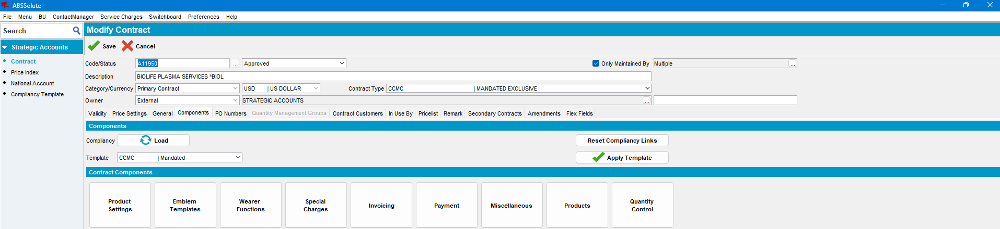 ABSSolute
File Menu BU ContactManager Service Charges Switchboard Preferences Help
Search
Modify Contract
Save Cancel
Strategic Accounts
Contract
Price Index
National Account
Compliancy Template
Code/Status A11950 ... Approved Only Maintained By Multiple ...
Description BIOLIFE PLASMA SERVICES *BIOL
Category/Currency Primary Contract USD | US DOLLAR Contract Type CCMC | MANDATED EXCLUSIVE
Owner External STRATEGIC ACCOUNTS ...
Validity Price Settings General Components PO Numbers Quantity Management Groups Contract Customers In Use By Pricelist Remark Secondary Contracts Amendments Flex Fields
Components
Compliancy Load Reset Compliancy Links
Template CCMC | Mandated Apply Template
Contract Components
Product Settings
Emblem Templates
Wearer Functions
Special Charges
Invoicing
Payment
Miscellaneous
Products
Quantity Control